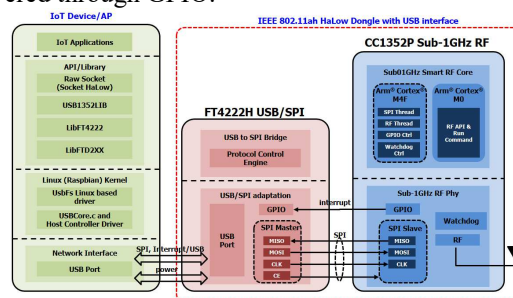 ered through GPIO.
IoT Device/AP
IEEE 802.11ah HaLow Dongle with USB interface
IoT Applications
API/Library
Raw Socket
(Socket HaLow)
USB1352LIB
LibFT4222
LibFTD2XX
Linux (Raspbian) Kernel
UsbFs Linux based
driver
USBCore.c and
Host Controller Driver
Network Interface
USB Port
SPI, Interrupt/USB
power
FT4222H USB/SPI
USB to SPI Bridge
Protocol Control
Engine
USB/SPI adaptation
USB
Port
GPIO
SPI Master
MISO
MOSI
CLK
CE
interrupt
SPI
CC1352P Sub-1GHz RF
Sub01GHz Smart RF Core
Arm® Cortex®
M4F
SPI Thread
RF Thread
GPIO Ctrl
Watchdog
Ctrl
Arm® Cortex®
M0
RF API &
Run
Command
Sub-1GHz RF Phy
GPIO
SPI Slave
MISO
MOSI
CLK
Watchdog
RF